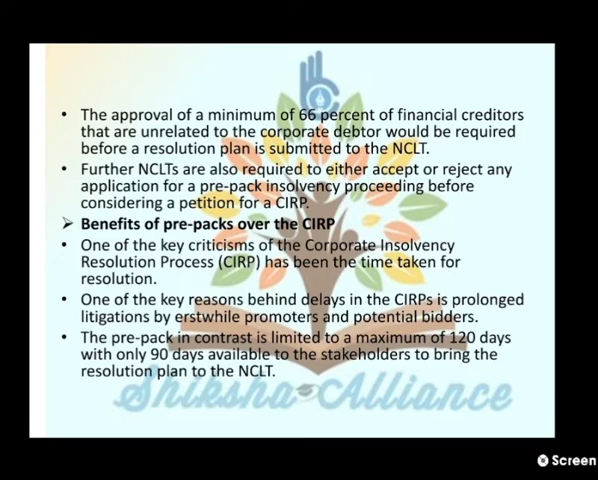 • The approval of a minimum of 66 percent of financial creditors
that are unrelated to the corporate debtor would be required
before a resolution plan is submitted to the NCLT.
• Further NCLTs are also required to either accept or reject any
application for a pre-pack insolvency proceeding before
considering a petition for a CIRP.
➤ Benefits of pre-packs over the CIRP
• One of the key criticisms of the Corporate Insolvency
Resolution Process (CIRP) has been the time taken for
resolution.
• One of the key reasons behind delays in the CIRPs is prolonged
litigations by erstwhile promoters and potential bidders.
• The pre-pack in contrast is limited to a maximum of 120 days
with only 90 days available to the stakeholders to bring the
resolution plan to the NCLT.
Shiksha Alliance
Screen